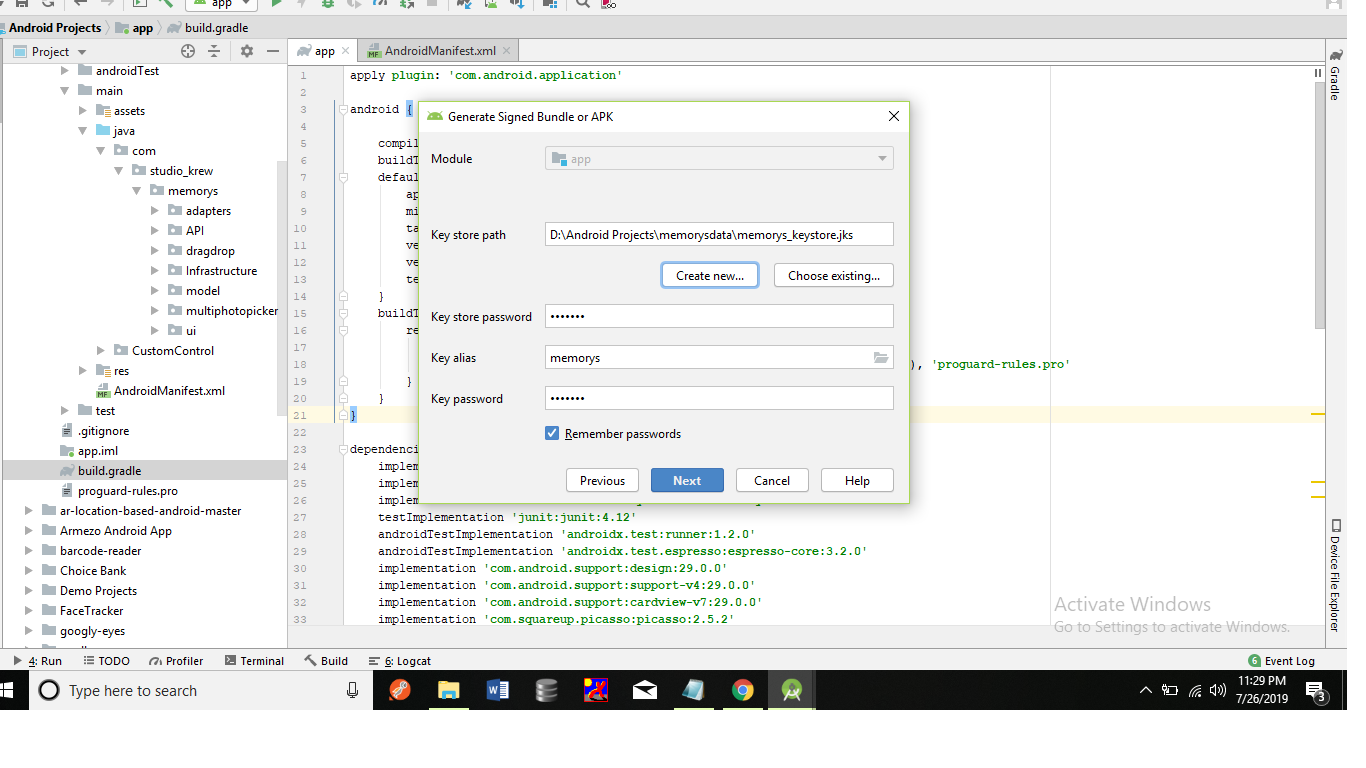 app
Android Projects app build.gradle
Project
app AndroidManifest.xml
androidTest
main
assets
java
com
studio_krew
memorys
adapters
API
dragdrop
Infrastructure
model
multiphotopicker
ui
CustomControl
res
AndroidManifest.xml
test
.gitignore
app.iml
build.gradle
proguard-rules.pro
ar-location-based-android-master
Armezo Android App
barcode-reader
Choice Bank
Demo Projects
FaceTracker
googly-eyes
1 apply plugin: 'com.android.application'
2
3 android {
4
5 compil
6 buildT
7 defaul
8 ap
9 mi
10 ta
11 ve
12 ve
13 te
14 }
15 buildT
16 re
17
18 ), 'proguard-rules.pro'
19 }
20 }
21 }
22
23 dependenci
24 implem
25 implem
26 implem
27 testImplementation 'junit:junit:4.12'
28 androidTestImplementation 'androidx.test:runner:1.2.0'
29 androidTestImplementation 'androidx.test.espresso:espresso-core:3.2.0'
30 implementation 'com.android.support:design:29.0.0'
31 implementation 'com.android.support:support-v4:29.0.0'
32 implementation 'com.android.support:cardview-v7:29.0.0'
33 implementation 'com.squareup.picasso:picasso:2.5.2'
Generate Signed Bundle or APK
Module app
Key store path D:\Android Projects\memorysdata\memorys_keystore.jks
Create new... Choose existing...
Key store password •••••••
Key alias memorys
Key password •••••••
Remember passwords
Previous Next Cancel Help
Gradle
Device File Explorer
Activate Windows
Go to Settings to activate Windows.
4: Run TODO Profiler Terminal Build 6: Logcat 6 Event Log
Type here to search
11:29 PM
7/26/2019
3